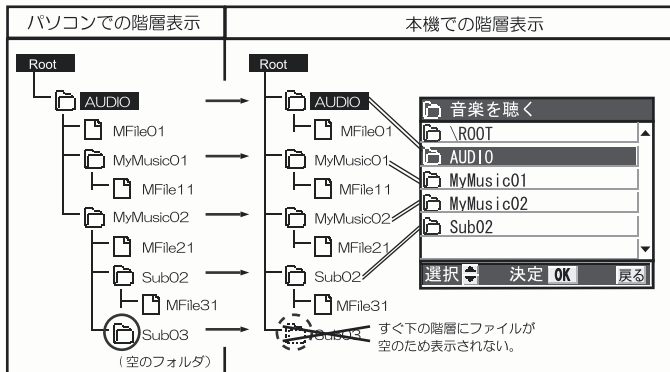 パソコンでの階層表示
本機での階層表示
Root
AUDIO
MFile01
MyMusic01
MFile11
MyMusic02
MFile21
Sub02
MFile31
Sub03
(空のフォルダ)
Root
AUDIO
MFile01
MyMusic01
MFile11
MyMusic02
MFile21
Sub02
MFile31
Sub03
すぐ下の階層にファイルが
空のため表示されない。
音楽を聴く
\ROOT
AUDIO
MyMusic01
MyMusic02
Sub02
選択 決定 OK 戻る